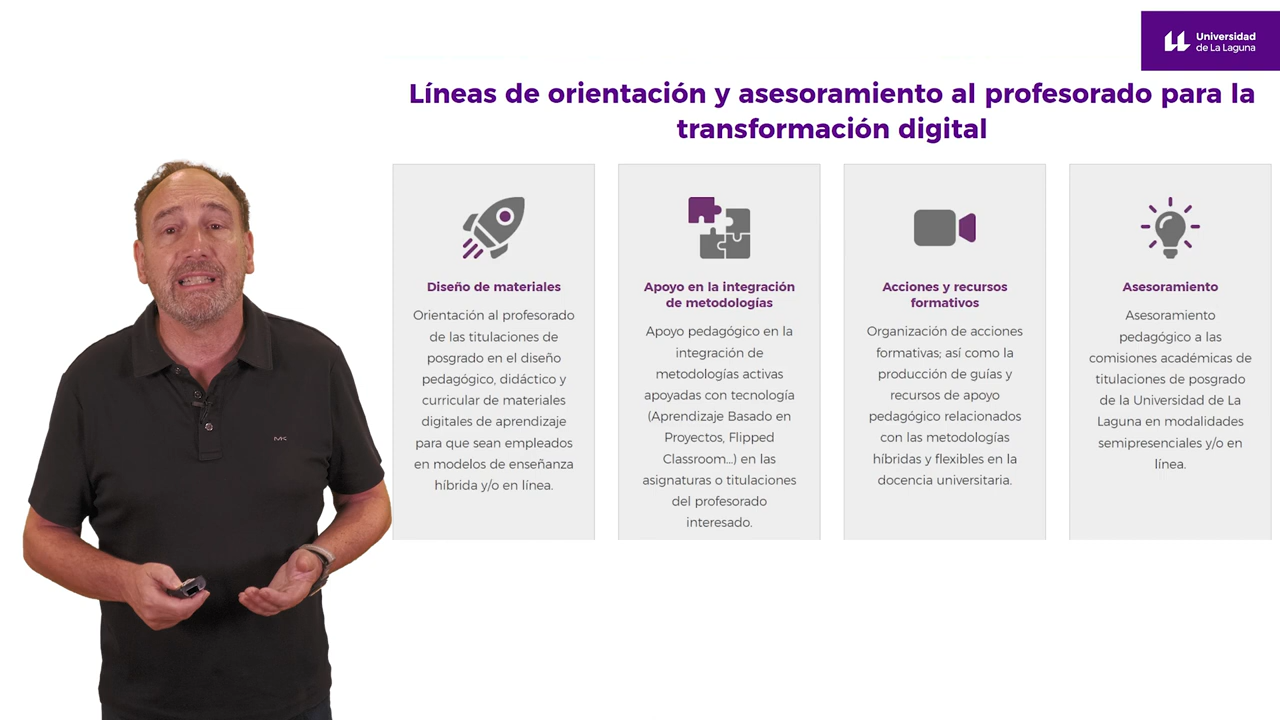 Universidad
de La Laguna
Líneas de orientación y asesoramiento al profesorado para la
transformación digital
Diseño de materiales
Orientación al profesorado
de las titulaciones de
posgrado en el diseño
pedagógico, didáctico y
curricular de materiales
digitales de aprendizaje
para que sean empleados
en modelos de enseñanza
híbrida y/o en línea.
Apoyo en la integración
de metodologías
Apoyo pedagógico en la
integración de
metodologías activas
apoyadas con tecnología
(Aprendizaje Basado en
Proyectos, Flipped
Classroom...) en las
asignaturas o titulaciones
del profesorado
interesado.
Acciones y recursos
formativos
Organización de acciones
formativas; así como la
producción de guías y
recursos de apoyo
pedagógico relacionados
con las metodologías
híbridas y flexibles en la
docencia universitaria.
Asesoramiento
Asesoramiento
pedagógico a las
comisiones académicas de
titulaciones de posgrado
de la Universidad de La
Laguna en modalidades
semipresenciales y/o en
línea.
MK